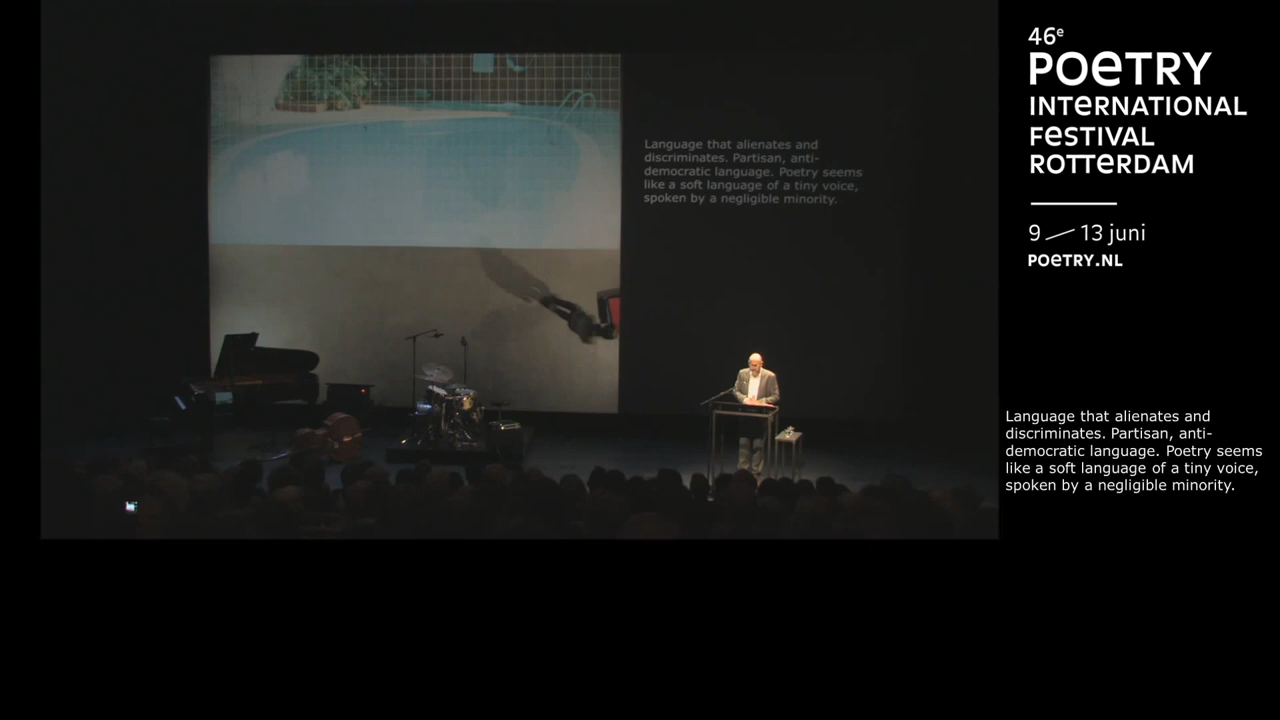 Language that alienates and
discriminates. Partisan, anti-
democratic language. Poetry seems
like a soft language of a tiny voice,
spoken by a negligible minority.
46e
POETRY
INTERNATIONAL
FESTIVAL
ROTTERDAM
9 — 13 juni
POETRY.NL
Language that alienates and
discriminates. Partisan, anti-
democratic language. Poetry seems
like a soft language of a tiny voice,
spoken by a negligible minority.